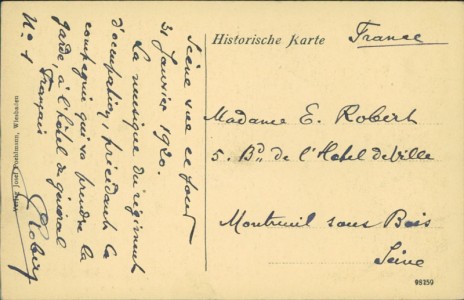 Historische Karte
France
Scène vue ce jour
31 Janvier 1920.
La musique du régiment
d'occupation, précédant la
compagnie qui va prendre la
garde, à l'hôtel du général
No. 1 Français
Robert
Madame E. Robert
5. Bd. de l'Hotel de Ville
Montreuil sous Bois
Seine
Wiesbaden
98259